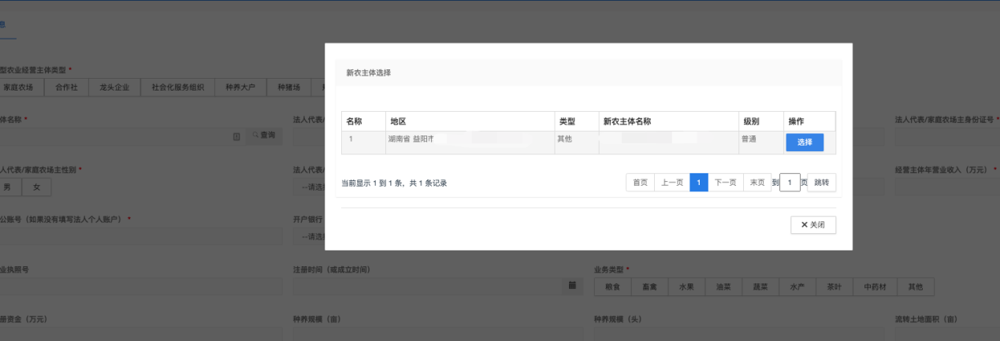 息
型农业经营主体类型 *
家庭农场 合作社 龙头企业 社会化服务组织 种养大户 种猪场
体名称 *
查询
法人代表/
法人代表/家庭农场主身份证号 *
人代表/家庭农场主性别 *
男 女
法人代表/
--请选
经营主体年营业收入（万元） *
公账号（如果没有填写法人个人账户） *
开户银行
--请选
新农主体选择
名称 地区 类型 新农主体名称 级别 操作
1 湖南省 益阳市 其他 普通 选择
当前显示 1 到 1 条，共 1 条记录
首页 上一页 1 下一页 末页 到 1 页 跳转
× 关闭
业执照号
注册时间（或成立时间）
业务类型 *
粮食 畜禽 水果 油菜 蔬菜 水产 茶叶 中药材 其他
册资金（万元）
种养规模（亩）
种养规模（头）
流转土地面积（亩）